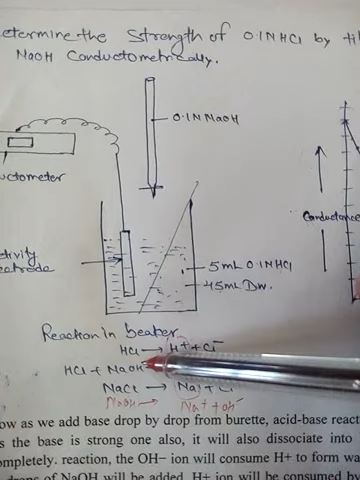 etermine the Strength of 0.1N HCl by
NaOH Conductometrically.
0.1N NaOH
uctometer
Conductance
ctivity
ectrode
5mL 0.1N HCl
45mL DW.
Reaction in beaker
HCl → H+ + Cl-
HCl + NaOH
NaCl → Na+ + Cl-
NaOH → Na+ + OH-
ow as we add base drop by drop from burette, acid-base react
s the base is strong one also, it will also dissociate into
ompletely. reaction, the OH− ion will consume H+ to form wa
drops of NaOH will be added, H+ ion will be consumed by